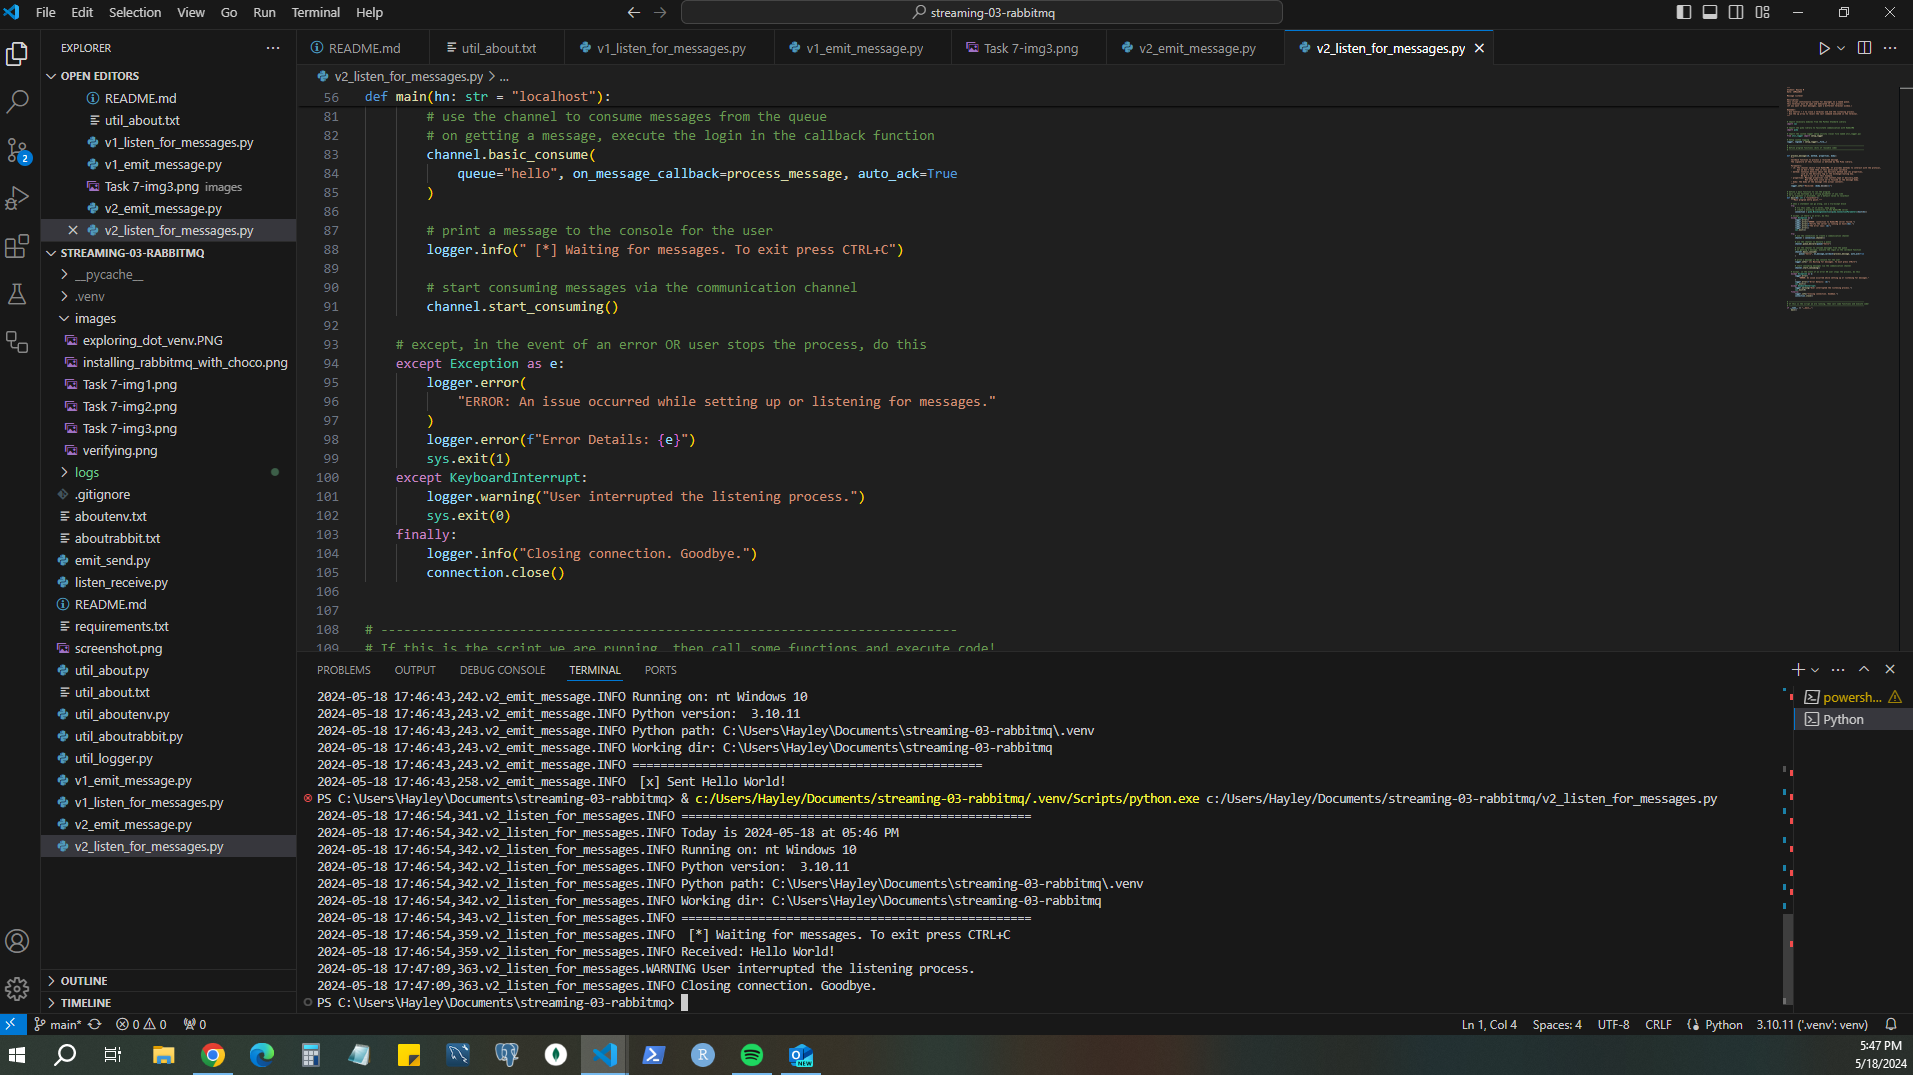 File Edit Selection View Go Run Terminal Help
streaming-03-rabbitmq
EXPLORER
OPEN EDITORS
README.md
util_about.txt
v1_listen_for_messages.py
v1_emit_message.py
Task 7-img3.png images
v2_emit_message.py
v2_listen_for_messages.py
STREAMING-03-RABBITMQ
__pycache__
.venv
images
exploring_dot_venv.PNG
installing_rabbitmq_with_choco.png
Task 7-img1.png
Task 7-img2.png
Task 7-img3.png
verifying.png
logs
.gitignore
aboutenv.txt
aboutrabbit.txt
emit_send.py
listen_receive.py
README.md
requirements.txt
screenshot.png
util_about.py
util_about.txt
util_aboutenv.py
util_aboutrabbit.py
util_logger.py
v1_emit_message.py
v1_listen_for_messages.py
v2_emit_message.py
v2_listen_for_messages.py
OUTLINE
TIMELINE
2
README.md util_about.txt v1_listen_for_messages.py v1_emit_message.py Task 7-img3.png v2_emit_message.py v2_listen_for_messages.py
v2_listen_for_messages.py > ...
56 def main(hn: str = "localhost"):
81 # use the channel to consume messages from the queue
82 # on getting a message, execute the login in the callback function
83 channel.basic_consume(
84 queue="hello", on_message_callback=process_message, auto_ack=True
85 )
86
87 # print a message to the console for the user
88 logger.info(" [*] Waiting for messages. To exit press CTRL+C")
89
90 # start consuming messages via the communication channel
91 channel.start_consuming()
92
93 # except, in the event of an error OR user stops the process, do this
94 except Exception as e:
95 logger.error(
96 "ERROR: An issue occurred while setting up or listening for messages."
97 )
98 logger.error(f"Error Details: {e}")
99 sys.exit(1)
100 except KeyboardInterrupt:
101 logger.warning("User interrupted the listening process.")
102 sys.exit(0)
103 finally:
104 logger.info("Closing connection. Goodbye.")
105 connection.close()
106
107
108 # ---------------------------------------------------------------------------
109 # If this is the script we are running, then call some functions and execute code!
PROBLEMS OUTPUT DEBUG CONSOLE TERMINAL PORTS
2024-05-18 17:46:43,242.v2_emit_message.INFO Running on: nt Windows 10
2024-05-18 17:46:43,243.v2_emit_message.INFO Python version:  3.10.11
2024-05-18 17:46:43,243.v2_emit_message.INFO Python path: C:\Users\Hayley\Documents\streaming-03-rabbitmq\.venv
2024-05-18 17:46:43,243.v2_emit_message.INFO Working dir: C:\Users\Hayley\Documents\streaming-03-rabbitmq
2024-05-18 17:46:43,243.v2_emit_message.INFO ==================================================
2024-05-18 17:46:43,258.v2_emit_message.INFO  [x] Sent Hello World!
PS C:\Users\Hayley\Documents\streaming-03-rabbitmq> & c:/Users/Hayley/Documents/streaming-03-rabbitmq/.venv/Scripts/python.exe c:/Users/Hayley/Documents/streaming-03-rabbitmq/v2_listen_for_messages.py
2024-05-18 17:46:54,341.v2_listen_for_messages.INFO ==================================================
2024-05-18 17:46:54,342.v2_listen_for_messages.INFO Today is 2024-05-18 at 05:46 PM
2024-05-18 17:46:54,342.v2_listen_for_messages.INFO Running on: nt Windows 10
2024-05-18 17:46:54,342.v2_listen_for_messages.INFO Python version:  3.10.11
2024-05-18 17:46:54,342.v2_listen_for_messages.INFO Python path: C:\Users\Hayley\Documents\streaming-03-rabbitmq\.venv
2024-05-18 17:46:54,342.v2_listen_for_messages.INFO Working dir: C:\Users\Hayley\Documents\streaming-03-rabbitmq
2024-05-18 17:46:54,343.v2_listen_for_messages.INFO ==================================================
2024-05-18 17:46:54,359.v2_listen_for_messages.INFO  [*] Waiting for messages. To exit press CTRL+C
2024-05-18 17:46:54,359.v2_listen_for_messages.INFO Received: Hello World!
2024-05-18 17:47:09,363.v2_listen_for_messages.WARNING User interrupted the listening process.
2024-05-18 17:47:09,363.v2_listen_for_messages.INFO Closing connection. Goodbye.
PS C:\Users\Hayley\Documents\streaming-03-rabbitmq>
powersh...
Python
main* 0 0 0
Ln 1, Col 4 Spaces: 4 UTF-8 CRLF Python 3.10.11 ('.venv': venv)
R
NEW
5:47 PM
5/18/2024